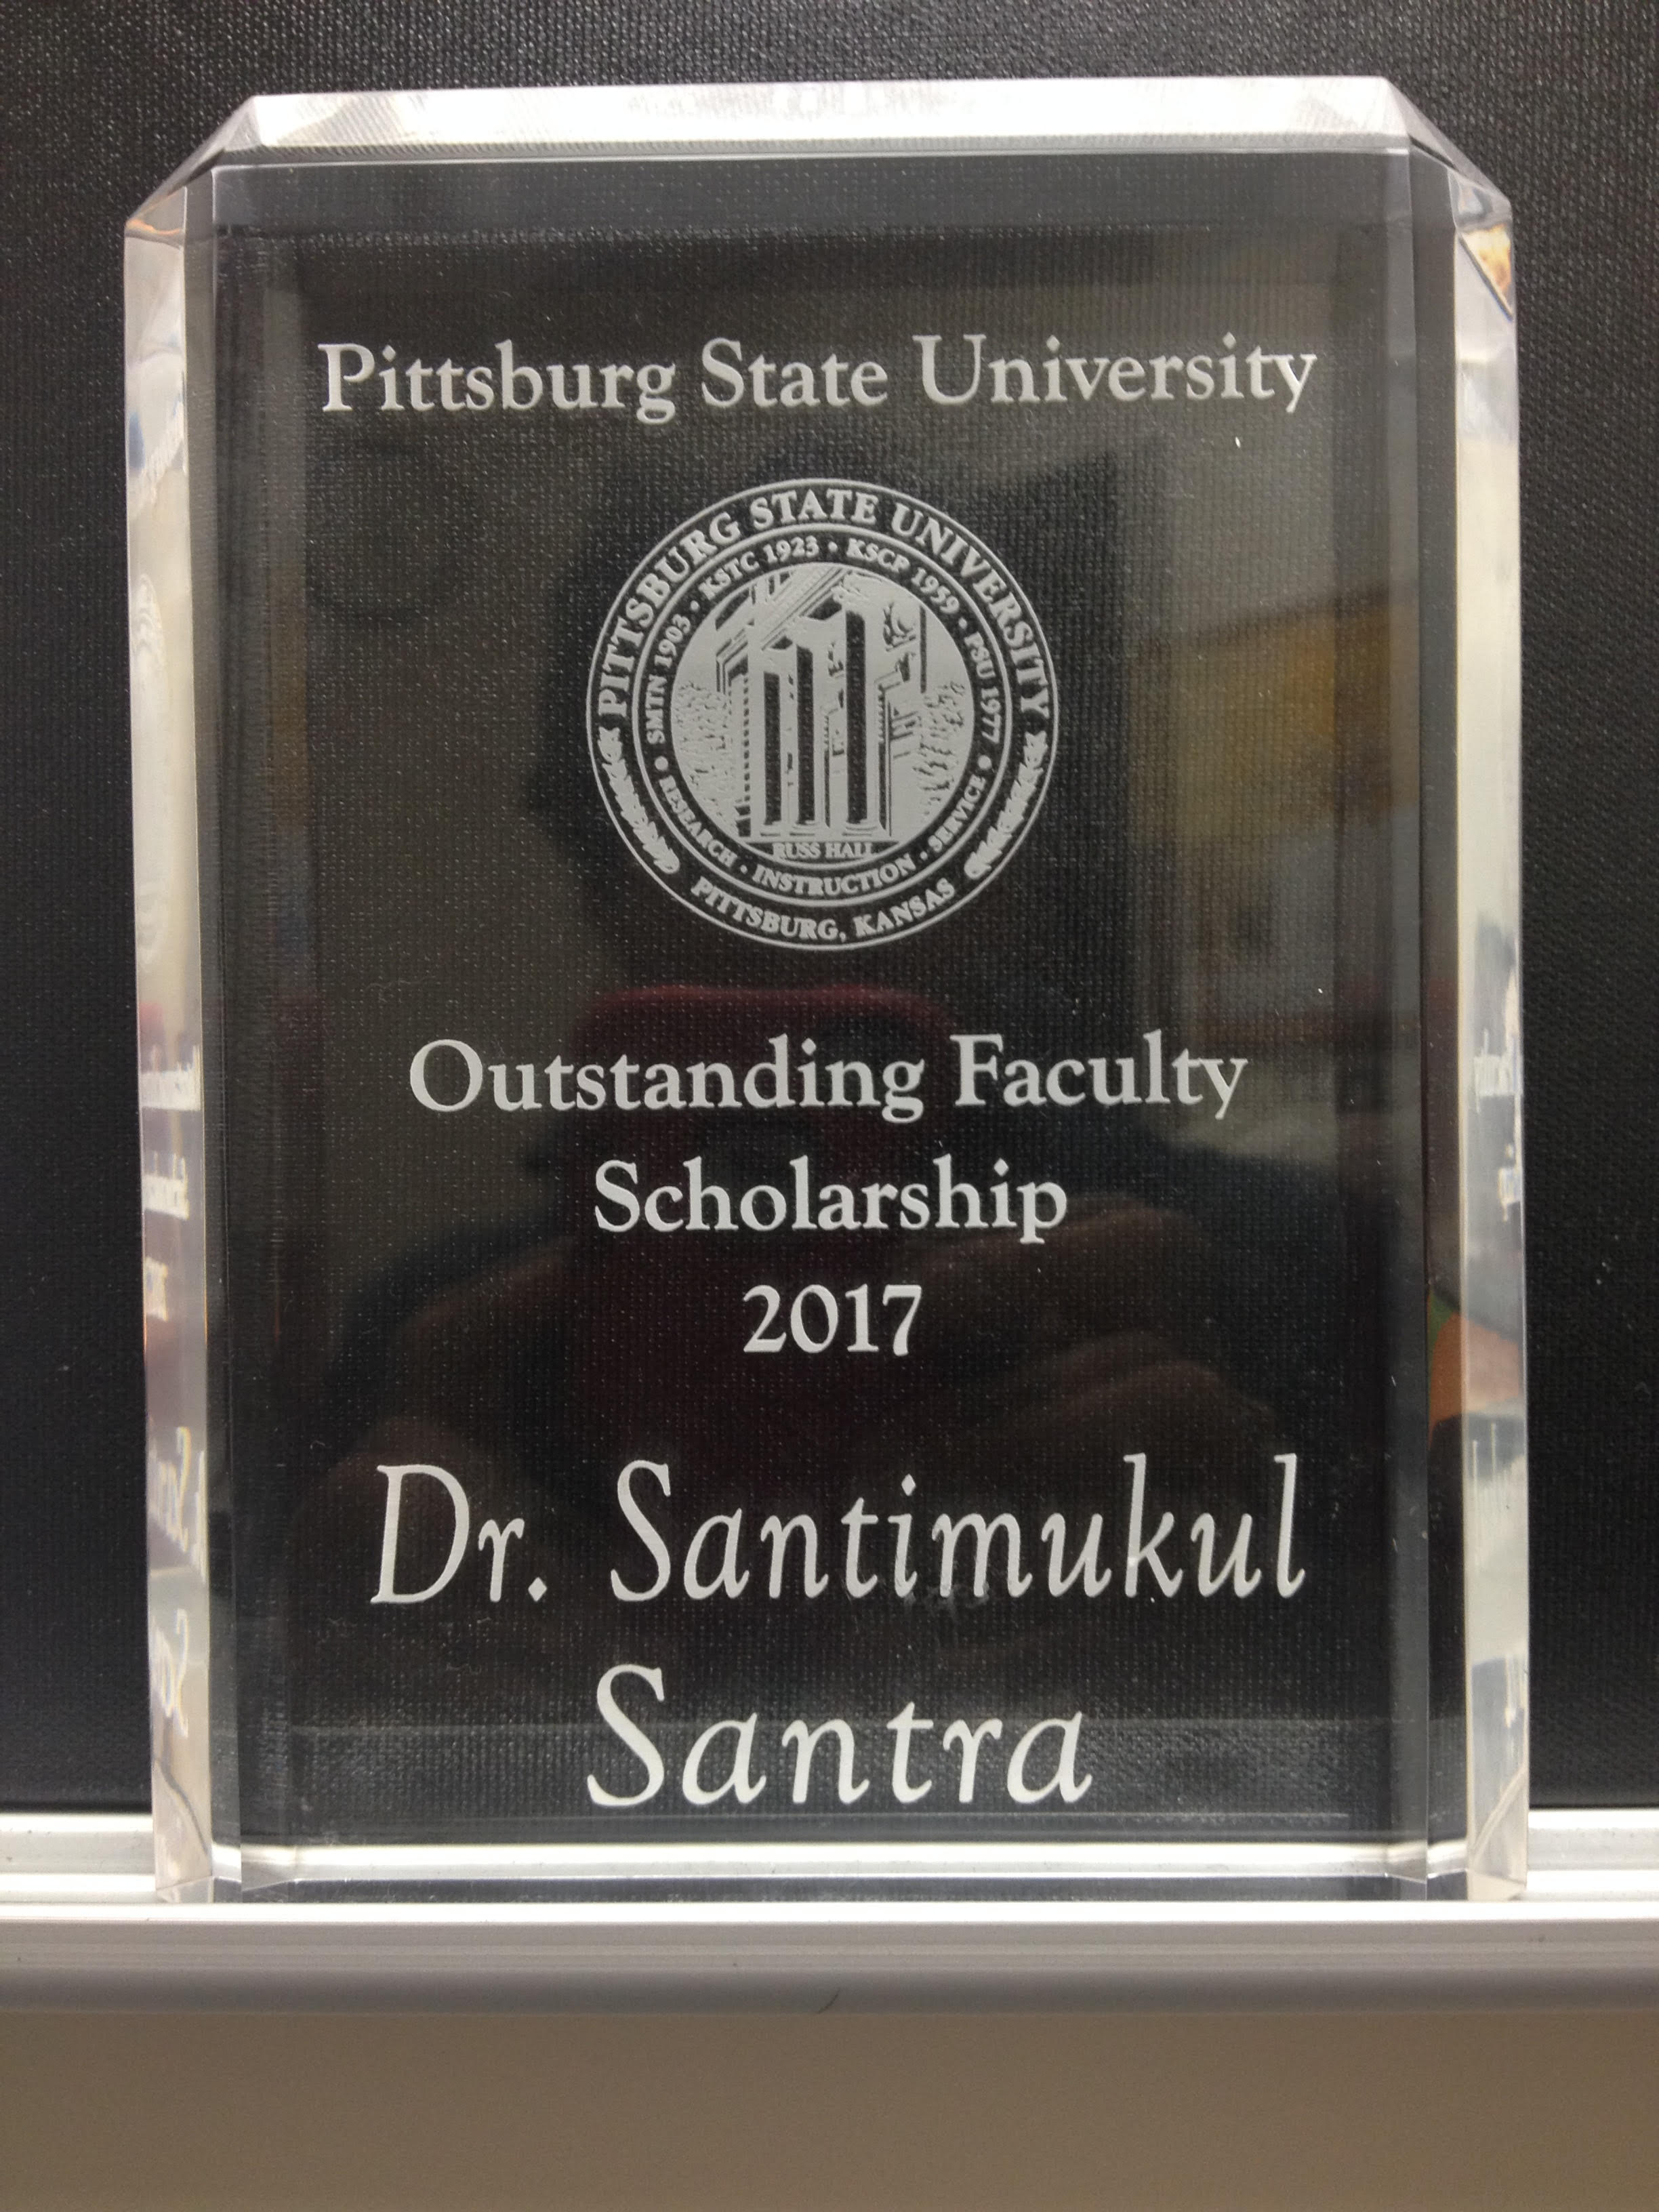 Pittsburg State University
PITTSBURG STATE UNIVERSITY
SMTN 1903 • KSTC 1923 • KSCP 1959 • PSU 1977
RUSS HALL
RESEARCH • INSTRUCTION • SERVICE
PITTSBURG, KANSAS
Outstanding Faculty
Scholarship
2017
Dr. Santimukul
Santra